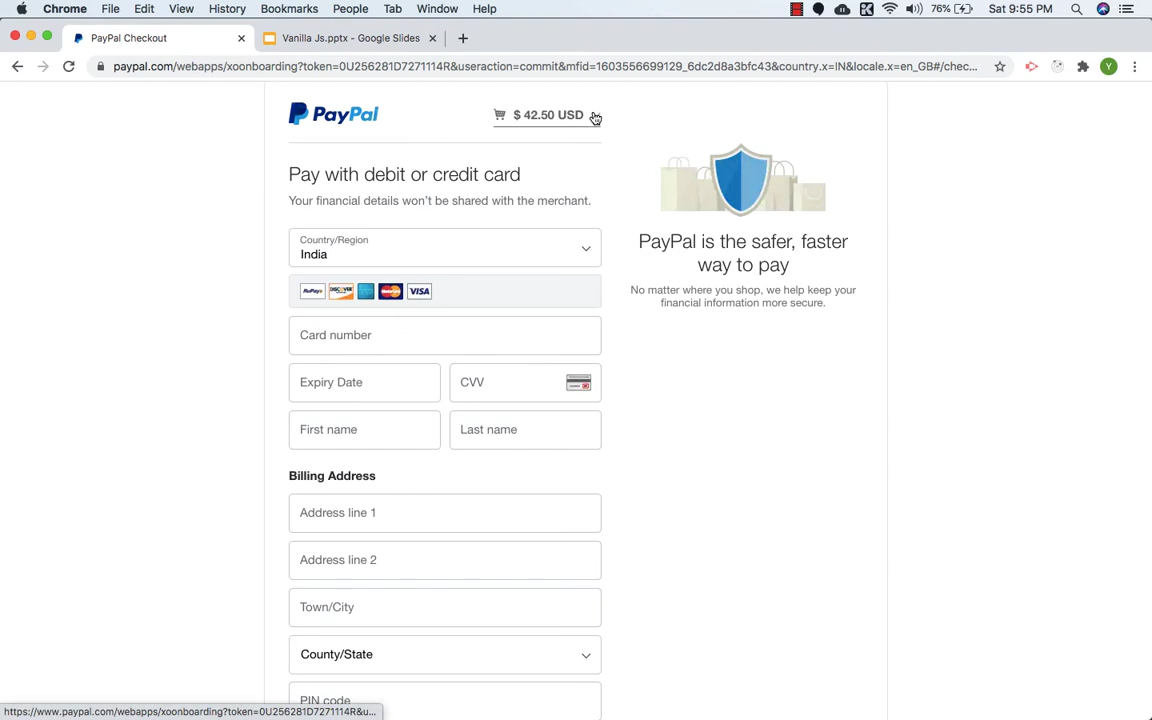 Chrome File Edit View History Bookmarks People Tab Window Help 76% Sat 9:55 PM
PayPal Checkout Vanilla Js.pptx - Google Slides
paypal.com/webapps/xoonboarding?token=0U256281D7271114R&useraction=commit&mfid=1603556699129_6dc2d8a3bfc43&country.x=IN&locale.x=en_GB#/chec... Y
PayPal $ 42.50 USD
Pay with debit or credit card
Your financial details won't be shared with the merchant.
Country/Region
India
RuPay DISCOVER MasterCard VISA
Card number
Expiry Date CVV
First name Last name
Billing Address
Address line 1
Address line 2
Town/City
County/State
PIN code
PayPal is the safer, faster
way to pay
No matter where you shop, we help keep your
financial information more secure.
https://www.paypal.com/webapps/xoonboarding?token=0U256281D7271114R&u...